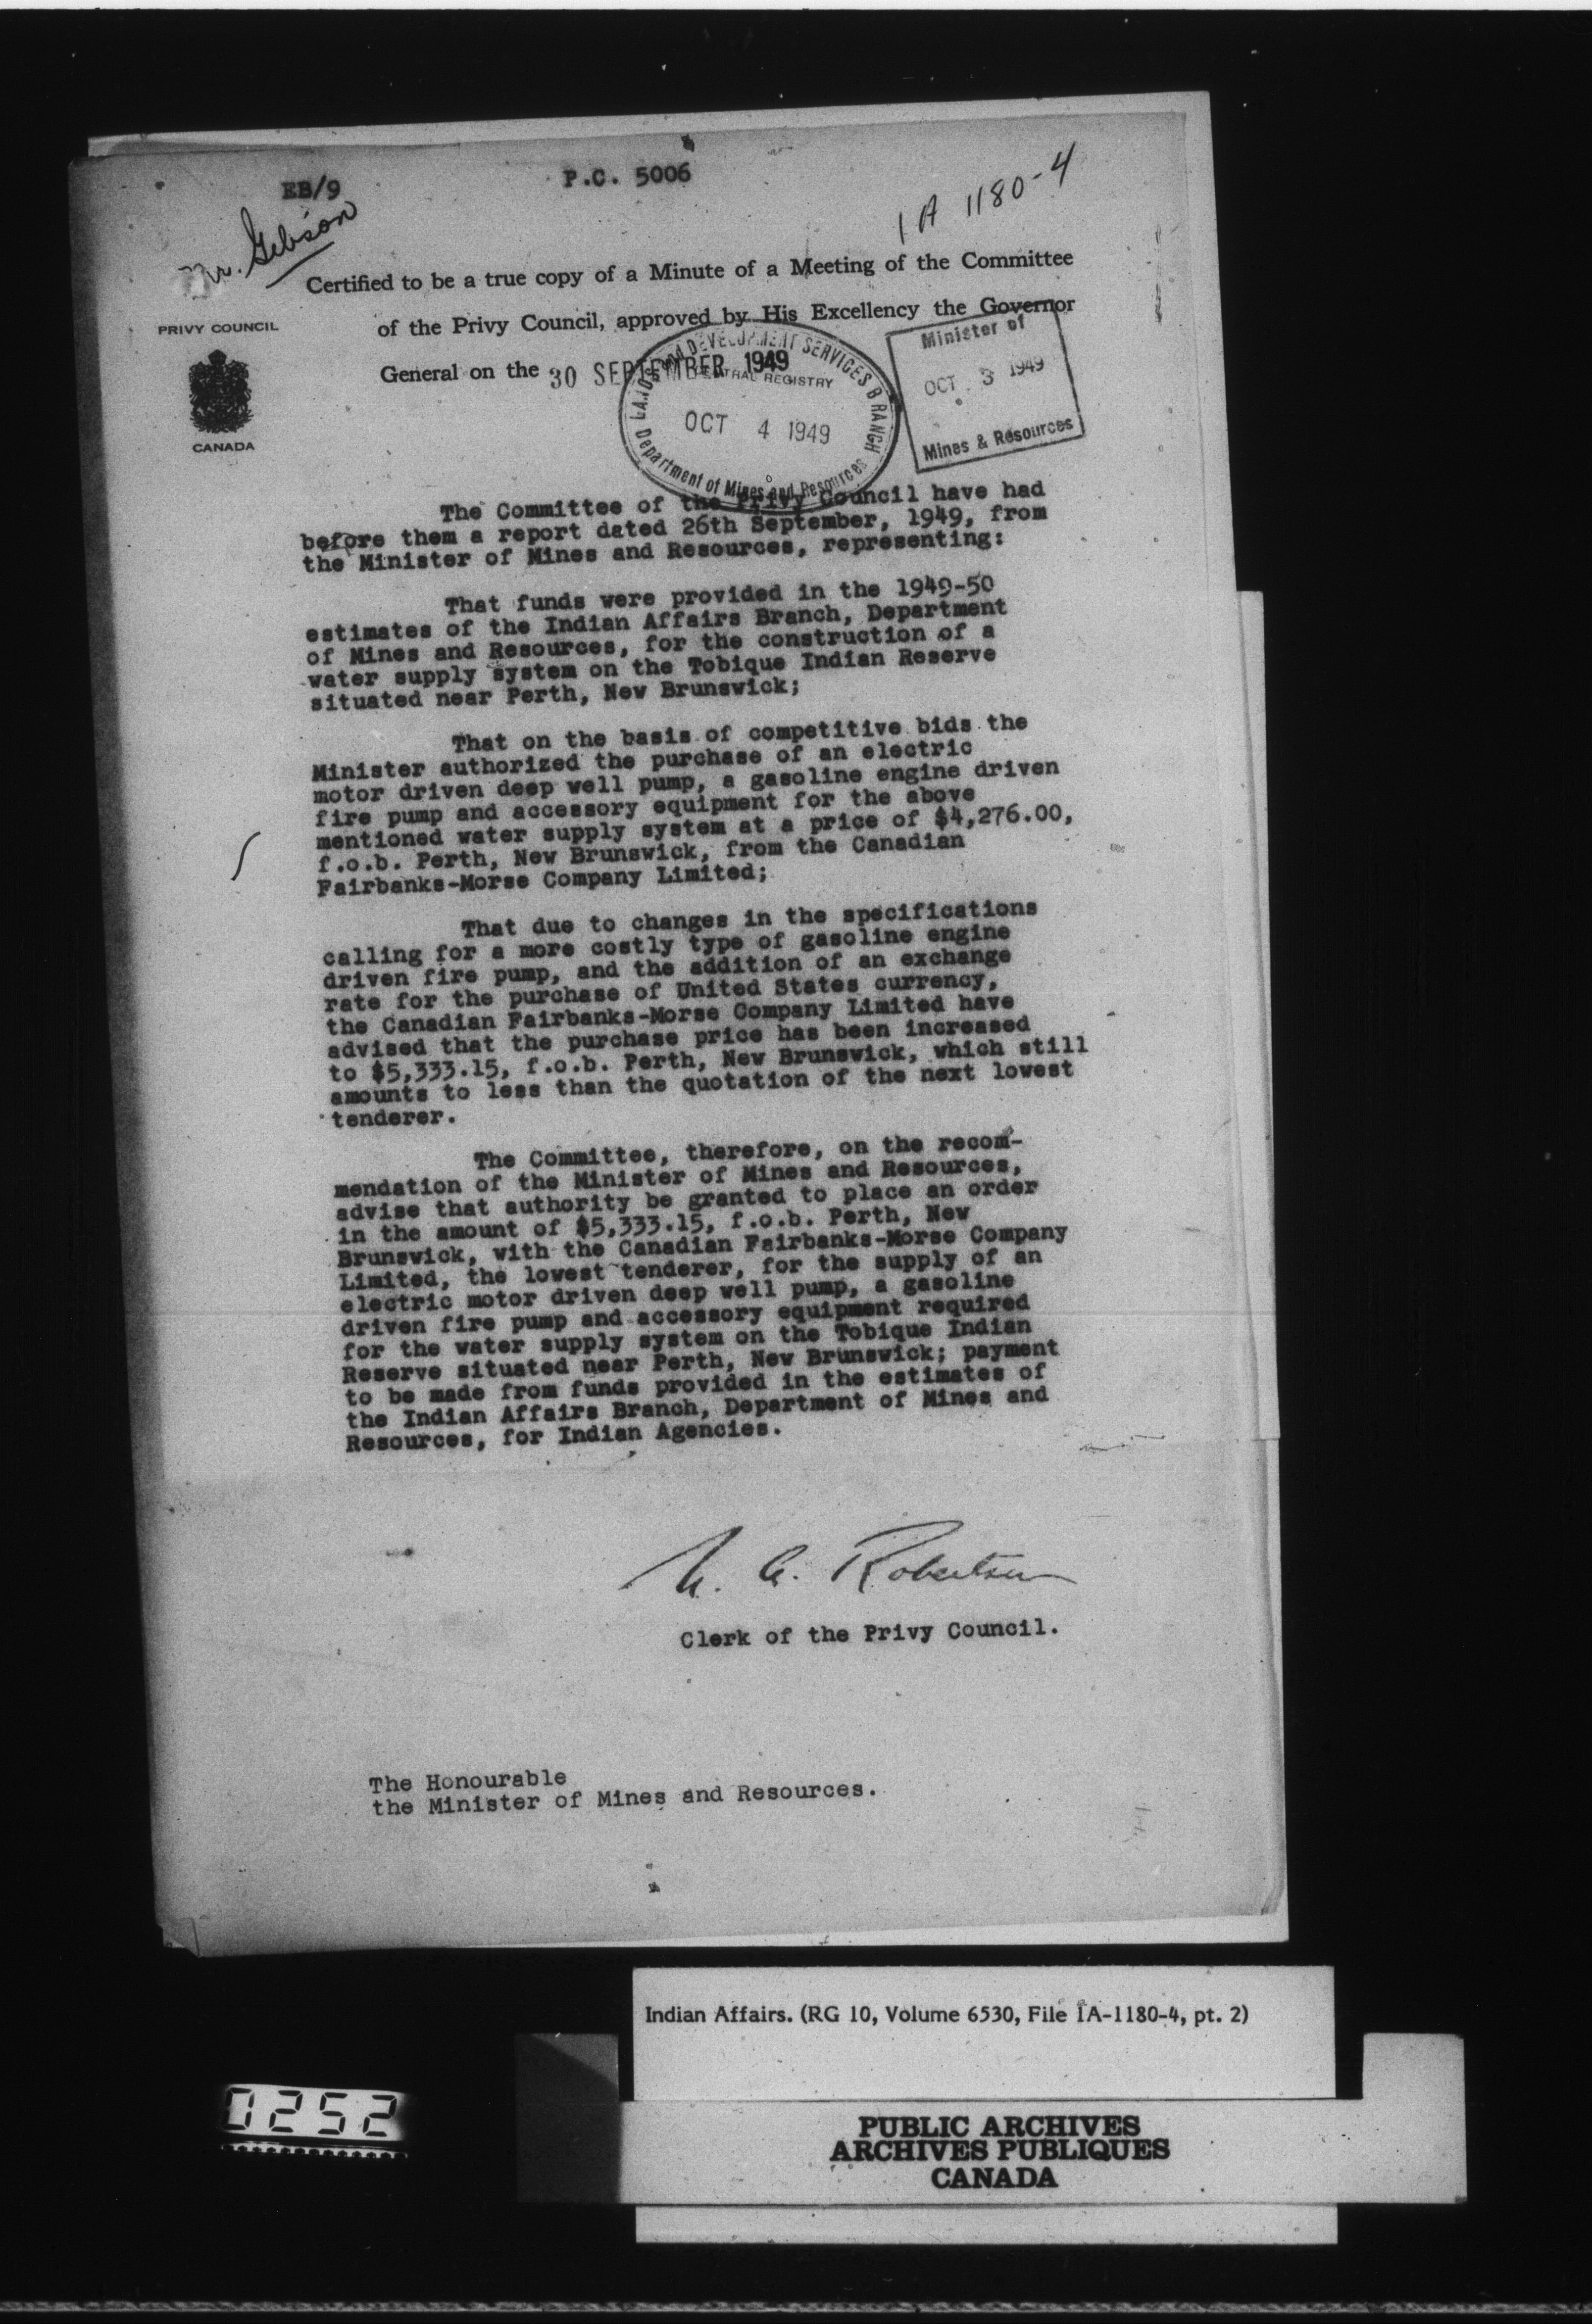 EB/9
P.C. 5006
1A 1180-4
Mr. Gibson
Certified to be a true copy of a Minute of a Meeting of the Committee
of the Privy Council, approved by His Excellency the Governor
General on the 30 SEPTEMBER 1949
PRIVY COUNCIL
CANADA
LANDS AND DEVELOPMENT SERVICES BRANCH
CENTRAL REGISTRY
OCT 4 1949
Department of Mines and Resources
Minister of
OCT 3 1949
Mines & Resources
The Committee of the Privy Council have had
before them a report dated 26th September, 1949, from
the Minister of Mines and Resources, representing:
That funds were provided in the 1949-50
estimates of the Indian Affairs Branch, Department
of Mines and Resources, for the construction of a
water supply system on the Tobique Indian Reserve
situated near Perth, New Brunswick;
That on the basis of competitive bids the
Minister authorized the purchase of an electric
motor driven deep well pump, a gasoline engine driven
fire pump and accessory equipment for the above
mentioned water supply system at a price of $4,276.00,
f.o.b. Perth, New Brunswick, from the Canadian
Fairbanks-Morse Company Limited;
That due to changes in the specifications
calling for a more costly type of gasoline engine
driven fire pump, and the addition of an exchange
rate for the purchase of United States currency,
the Canadian Fairbanks-Morse Company Limited have
advised that the purchase price has been increased
to $5,333.15, f.o.b. Perth, New Brunswick, which still
amounts to less than the quotation of the next lowest
tenderer.
The Committee, therefore, on the recom-
mendation of the Minister of Mines and Resources,
advise that authority be granted to place an order
in the amount of $5,333.15, f.o.b. Perth, New
Brunswick, with the Canadian Fairbanks-Morse Company
Limited, the lowest tenderer, for the supply of an
electric motor driven deep well pump, a gasoline
driven fire pump and accessory equipment required
for the water supply system on the Tobique Indian
Reserve situated near Perth, New Brunswick; payment
to be made from funds provided in the estimates of
the Indian Affairs Branch, Department of Mines and
Resources, for Indian Agencies.
N. A. Robertson
Clerk of the Privy Council.
The Honourable
the Minister of Mines and Resources.
Indian Affairs. (RG 10, Volume 6530, File 1A-1180-4, pt. 2)
0252
PUBLIC ARCHIVES
ARCHIVES PUBLIQUES
CANADA